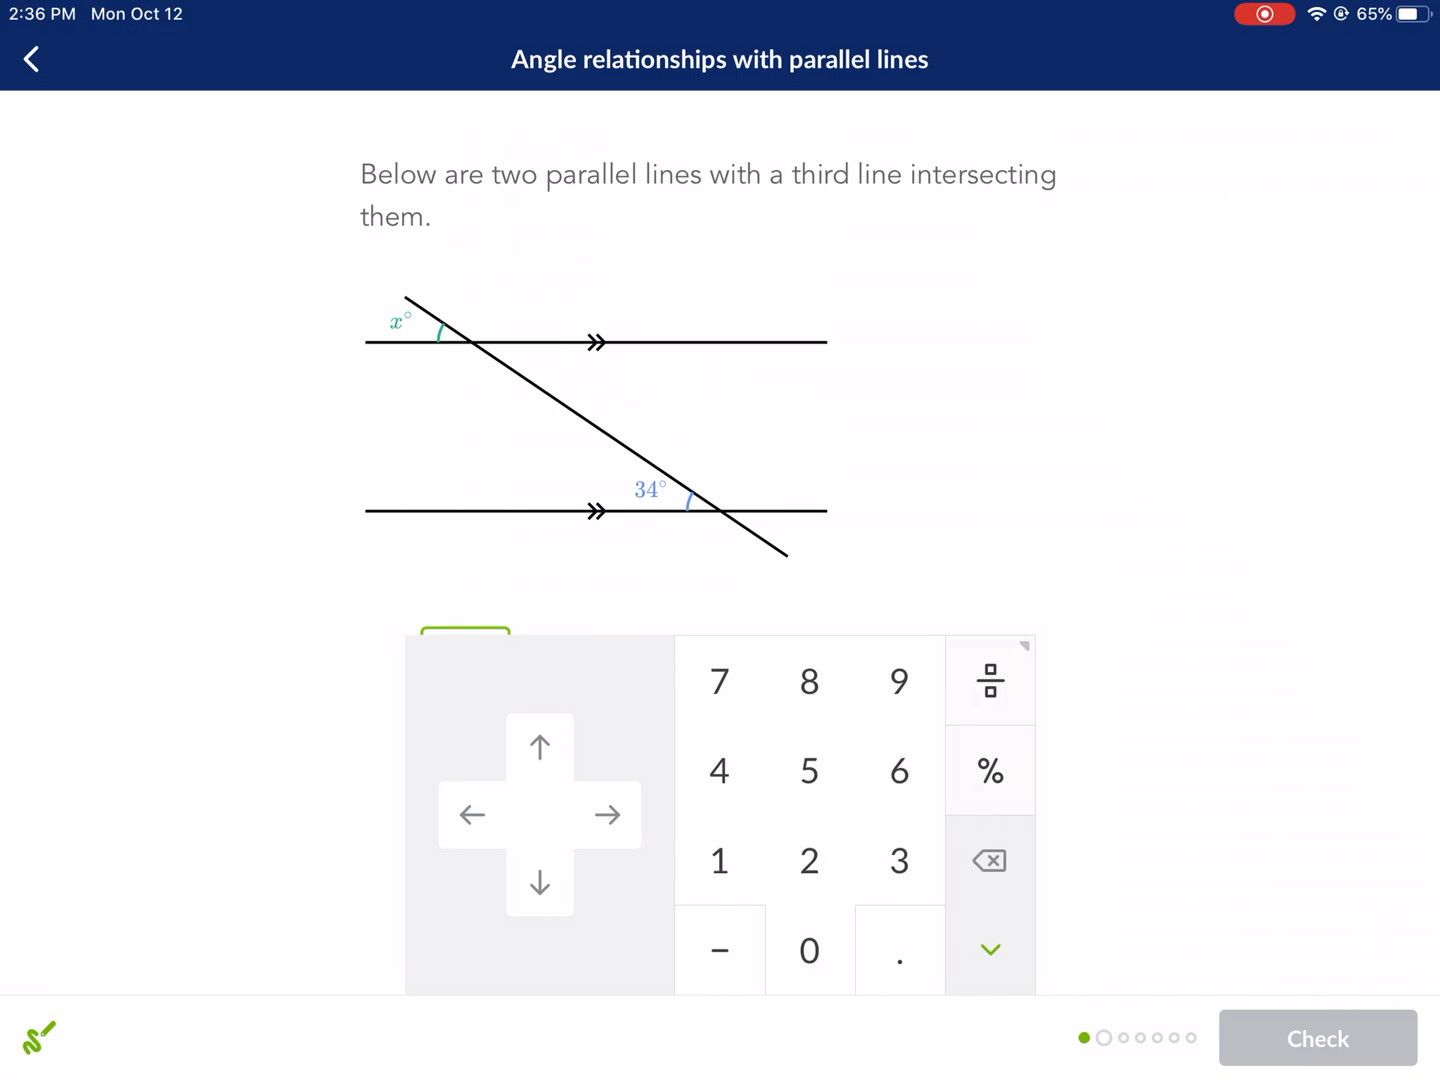 2:36 PM Mon Oct 12
65%
Angle relationships with parallel lines
Below are two parallel lines with a third line intersecting
them.
x°
34°
7 8 9
4 5 6 %
1 2 3
− 0 .
Check